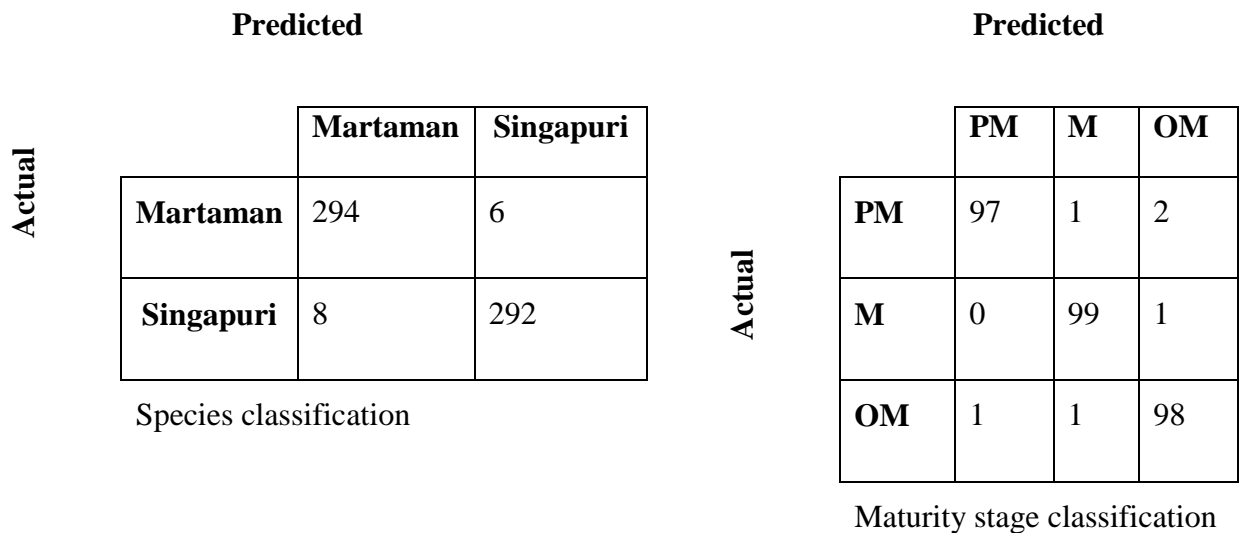 Predicted
Actual
Martaman Singapuri
Martaman 294 6
Singapuri 8 292
Species classification
Predicted
Actual
PM M OM
PM 97 1 2
M 0 99 1
OM 1 1 98
Maturity stage classification